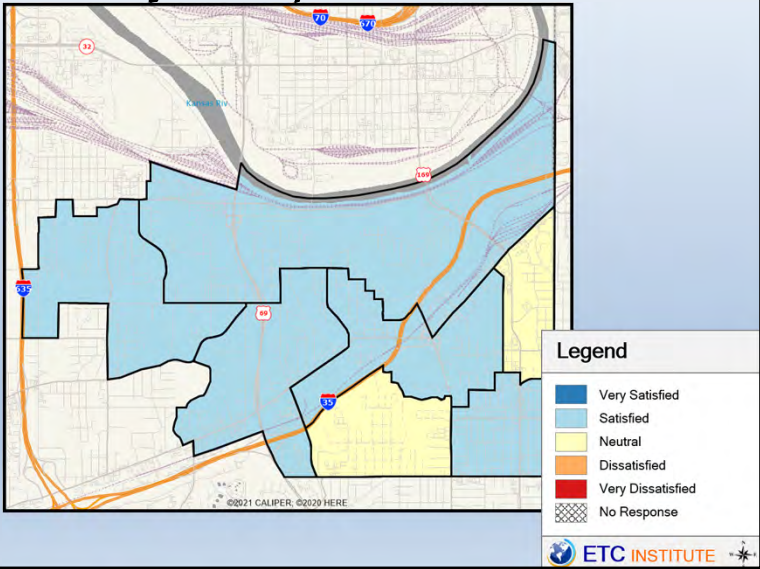 70
670
32
Kansas Riv
169
635
69
35
©2021 CALIPER; ©2020 HERE
Legend
Very Satisfied
Satisfied
Neutral
Dissatisfied
Very Dissatisfied
No Response
ETC INSTITUTE